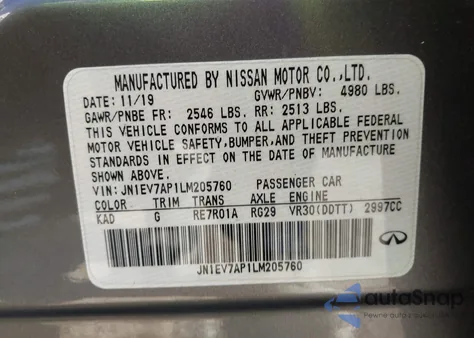 MANUFACTURED BY NISSAN MOTOR CO.,LTD.
DATE: 11/19 GVWR/PNBV: 4980 LBS.
GAWR/PNBE FR: 2546 LBS. RR: 2513 LBS.
THIS VEHICLE CONFORMS TO ALL APPLICABLE FEDERAL
MOTOR VEHICLE SAFETY, BUMPER, AND THEFT PREVENTION
STANDARDS IN EFFECT ON THE DATE OF MANUFACTURE
SHOWN ABOVE.
VIN: JN1EV7AP1LM205760 PASSENGER CAR
COLOR TRIM TRANS AXLE ENGINE
KAD G RE7R01A RG29 VR30(DDTT) 2997CC
JN1EV7AP1LM205760
autoSnap
Pewne auto z rynku